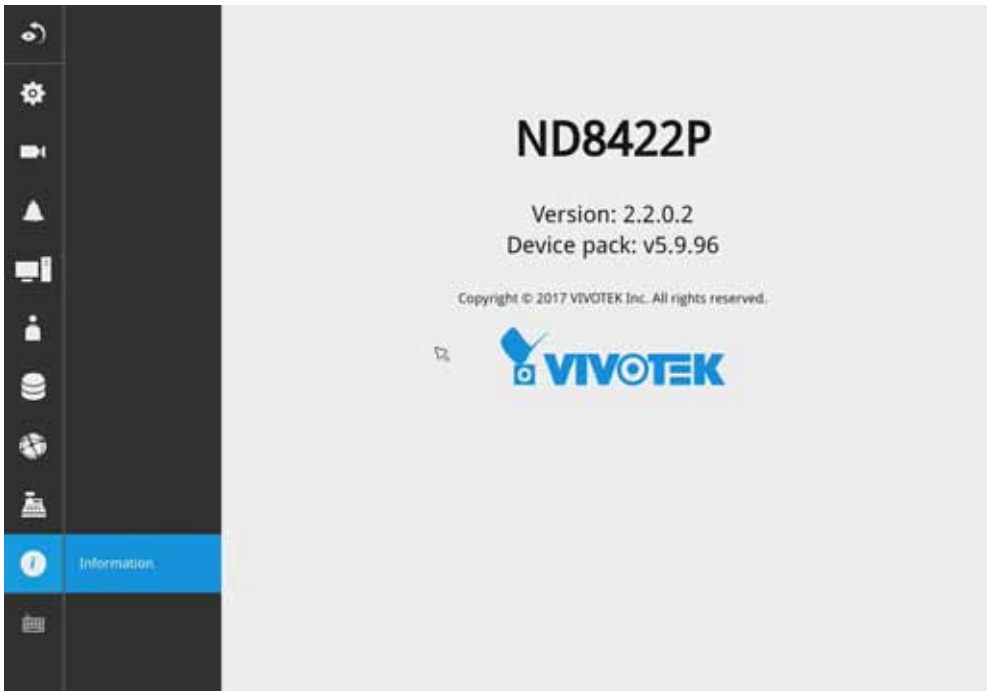 ND8422P
Version: 2.2.0.2
Device pack: v5.9.96
Copyright © 2017 VIVOTEK Inc. All rights reserved.
VIVOTEK
Information